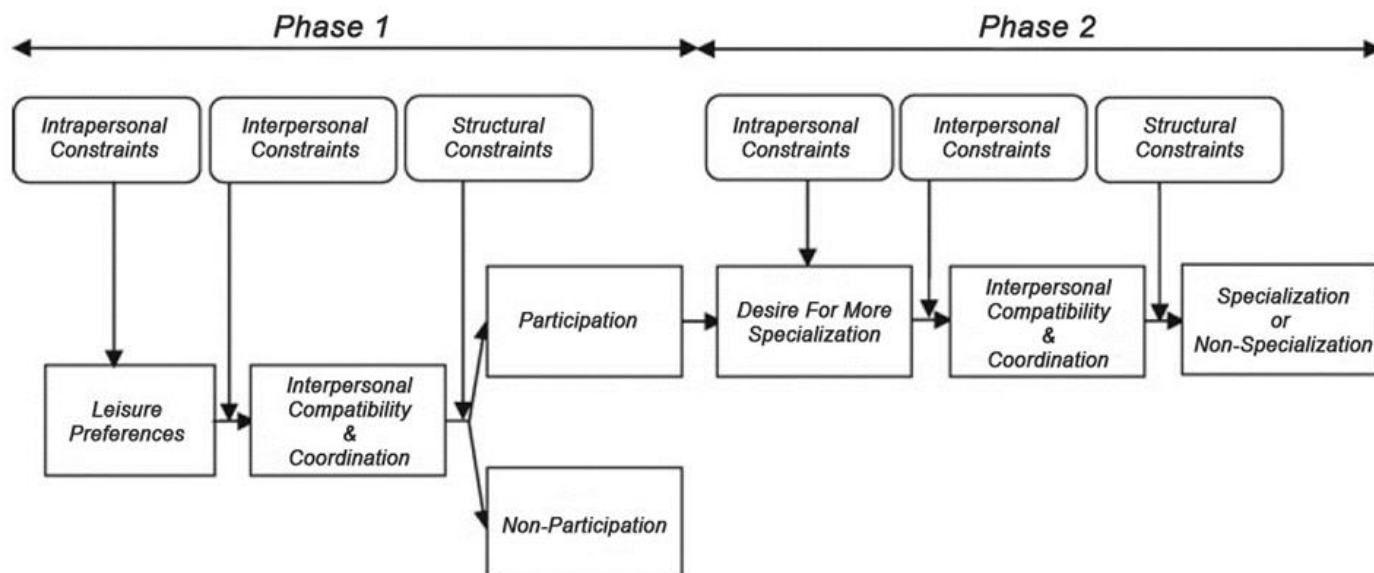 Phase 1
Phase 2
Intrapersonal
Constraints
Interpersonal
Constraints
Structural
Constraints
Intrapersonal
Constraints
Interpersonal
Constraints
Structural
Constraints
Participation
Desire For More
Specialization
Interpersonal
Compatibility
&
Coordination
Specialization
or
Non-Specialization
Leisure
Preferences
Interpersonal
Compatibility
&
Coordination
Non-Participation